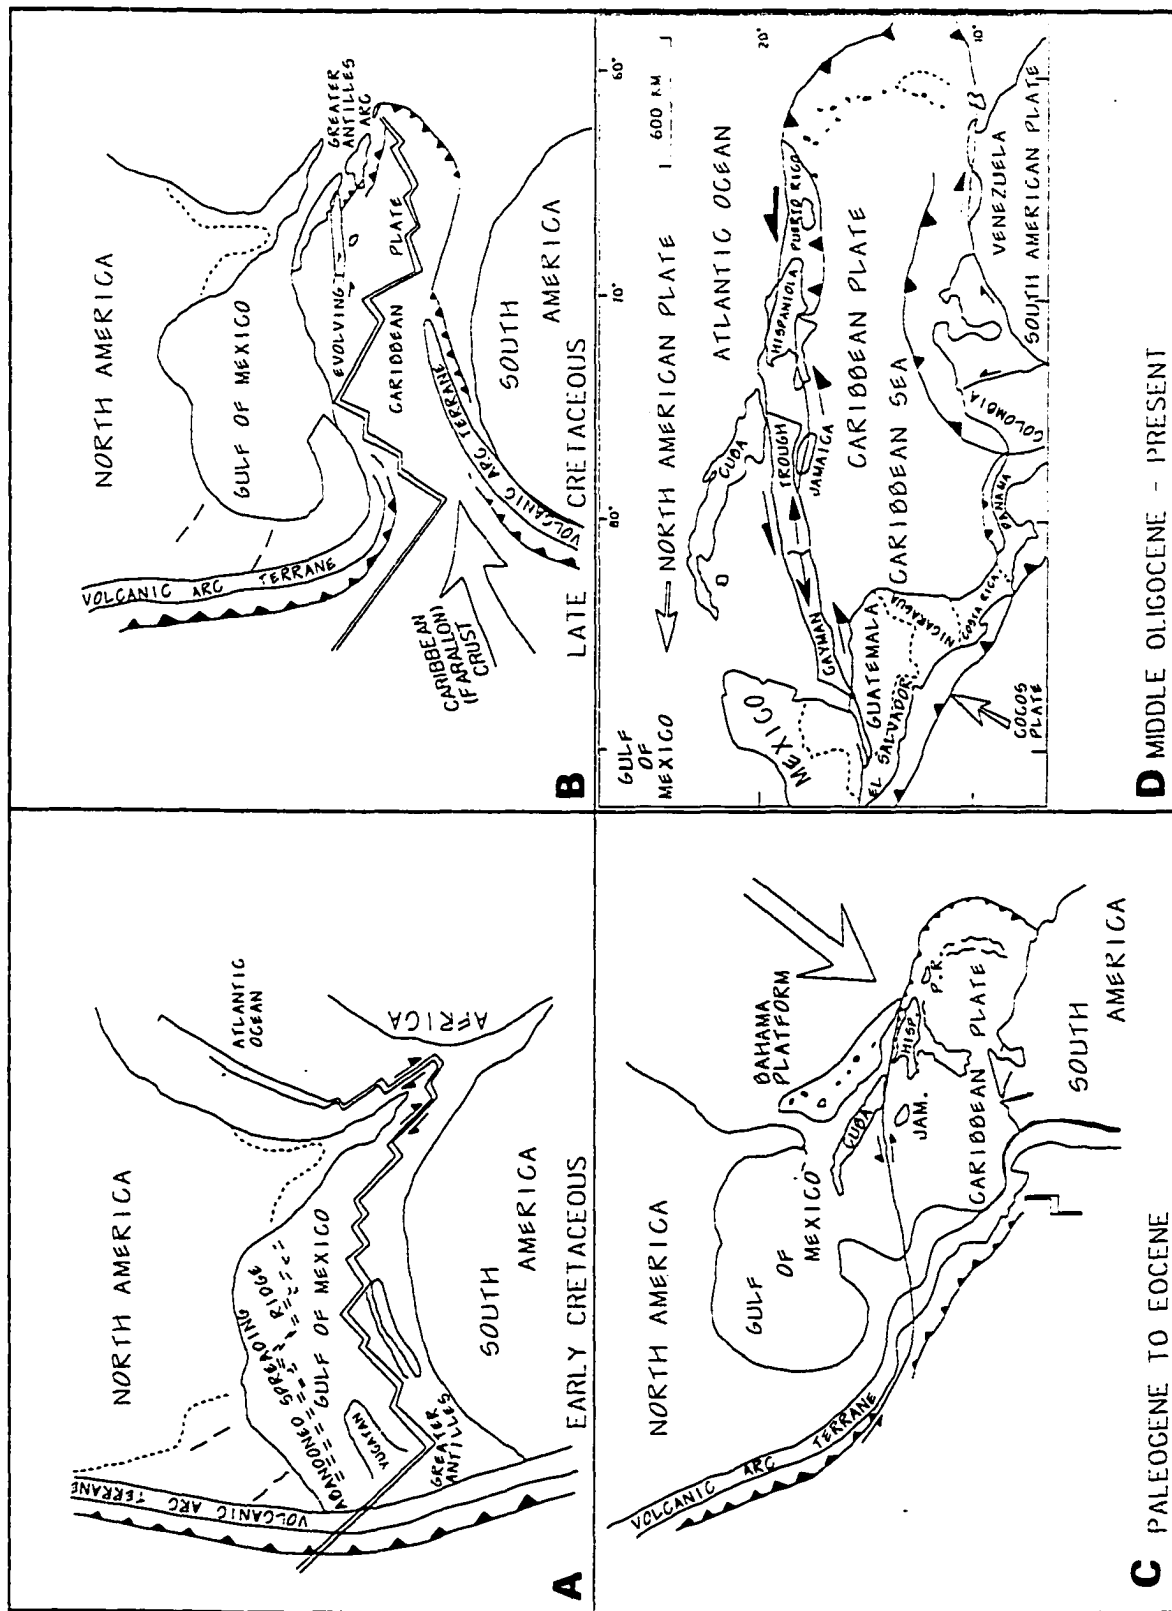 NORTH AMERICA
ATLANTIC
OCEAN
AFRICA
ABANDONED SPREADING RIDGE
GULF OF MEXICO
YUGATAN
GREATER
ANTILLES
VOLCANIC ARC TERRANE
SOUTH
AMERICA
A
EARLY CRETACEOUS
NORTH AMERICA
GULF OF MEXICO
GREATER
ANTILLES
ARC
EVOLVING
CARIBBEAN
PLATE
VOLCANIC ARC TERRANE
VOLCANIC ARC TERRANE
CARIBBEAN
(FARALLON)
CRUST
SOUTH
AMERICA
B
LATE CRETACEOUS
NORTH AMERICA
BAHAMA
PLATFORM
GULF
OF
MEXICO
CUBA
HISP.
P.R.
JAM.
CARIBBEAN PLATE
VOLCANIC ARC TERRANE
SOUTH
AMERICA
C
PALEOGENE TO EOCENE
80°
70°
60°
600 KM
GULF
OF
MEXICO
NORTH AMERICAN PLATE
ATLANTIC OCEAN
20°
MEXICO
CUBA
CAYMAN
TROUGH
HISPANIOLA
PUERTO RICO
JAMAICA
GUATEMALA
CARIBBEAN PLATE
EL SALVADOR
NICARAGUA
CARIBBEAN SEA
COSTA RICA
PANAMA
10°
COCOS
PLATE
COLOMBIA
VENEZUELA
SOUTH AMERICAN PLATE
D
MIDDLE OLIGOCENE - PRESENT